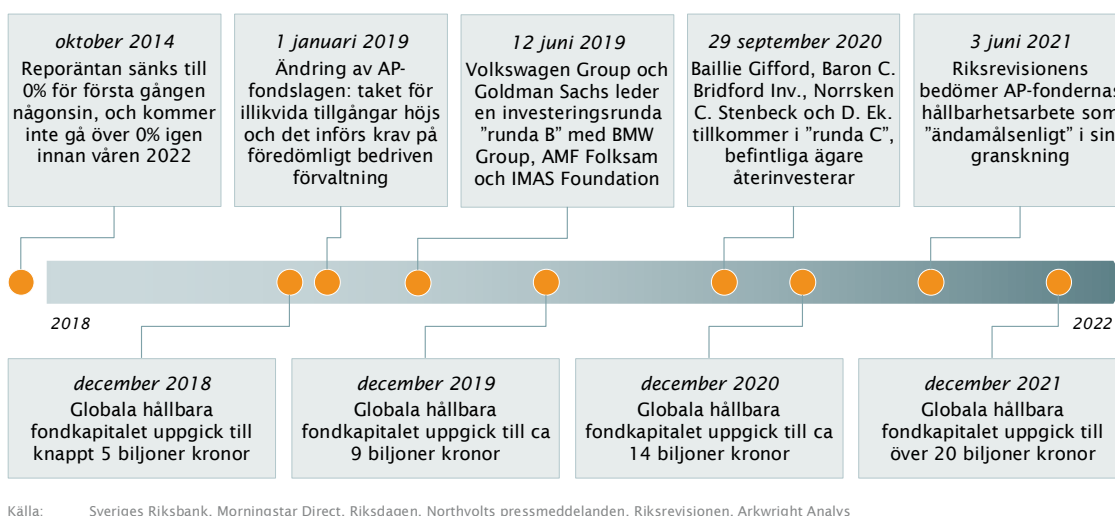 oktober 2014
Reporäntan sänks till
0% för första gången
någonsin, och kommer
inte gå över 0% igen
innan våren 2022
1 januari 2019
Ändring av AP-
fondslagen: taket för
illikvida tillgångar höjs
och det införs krav på
föredömligt bedriven
förvaltning
12 juni 2019
Volkswagen Group och
Goldman Sachs leder
en investeringsrunda
”runda B” med BMW
Group, AMF Folksam
och IMAS Foundation
29 september 2020
Baillie Gifford, Baron C.
Bridford Inv., Norrsken
C. Stenbeck och D. Ek.
tillkommer i ”runda C”,
befintliga ägare
återinvesterar
3 juni 2021
Riksrevisionens
bedömer AP-fondernas
hållbarhetsarbete som
”ändamålsenligt” i sin
granskning
2018
2022
december 2018
Globala hållbara
fondkapitalet uppgick till
knappt 5 biljoner kronor
december 2019
Globala hållbara
fondkapitalet uppgick till ca
9 biljoner kronor
december 2020
Globala hållbara
fondkapitalet uppgick till ca
14 biljoner kronor
december 2021
Globala hållbara
fondkapitalet uppgick till
över 20 biljoner kronor
Källa: Sveriges Riksbank, Morningstar Direct, Riksdagen, Northvolts pressmeddelanden, Riksrevisionen, Arkwright Analys